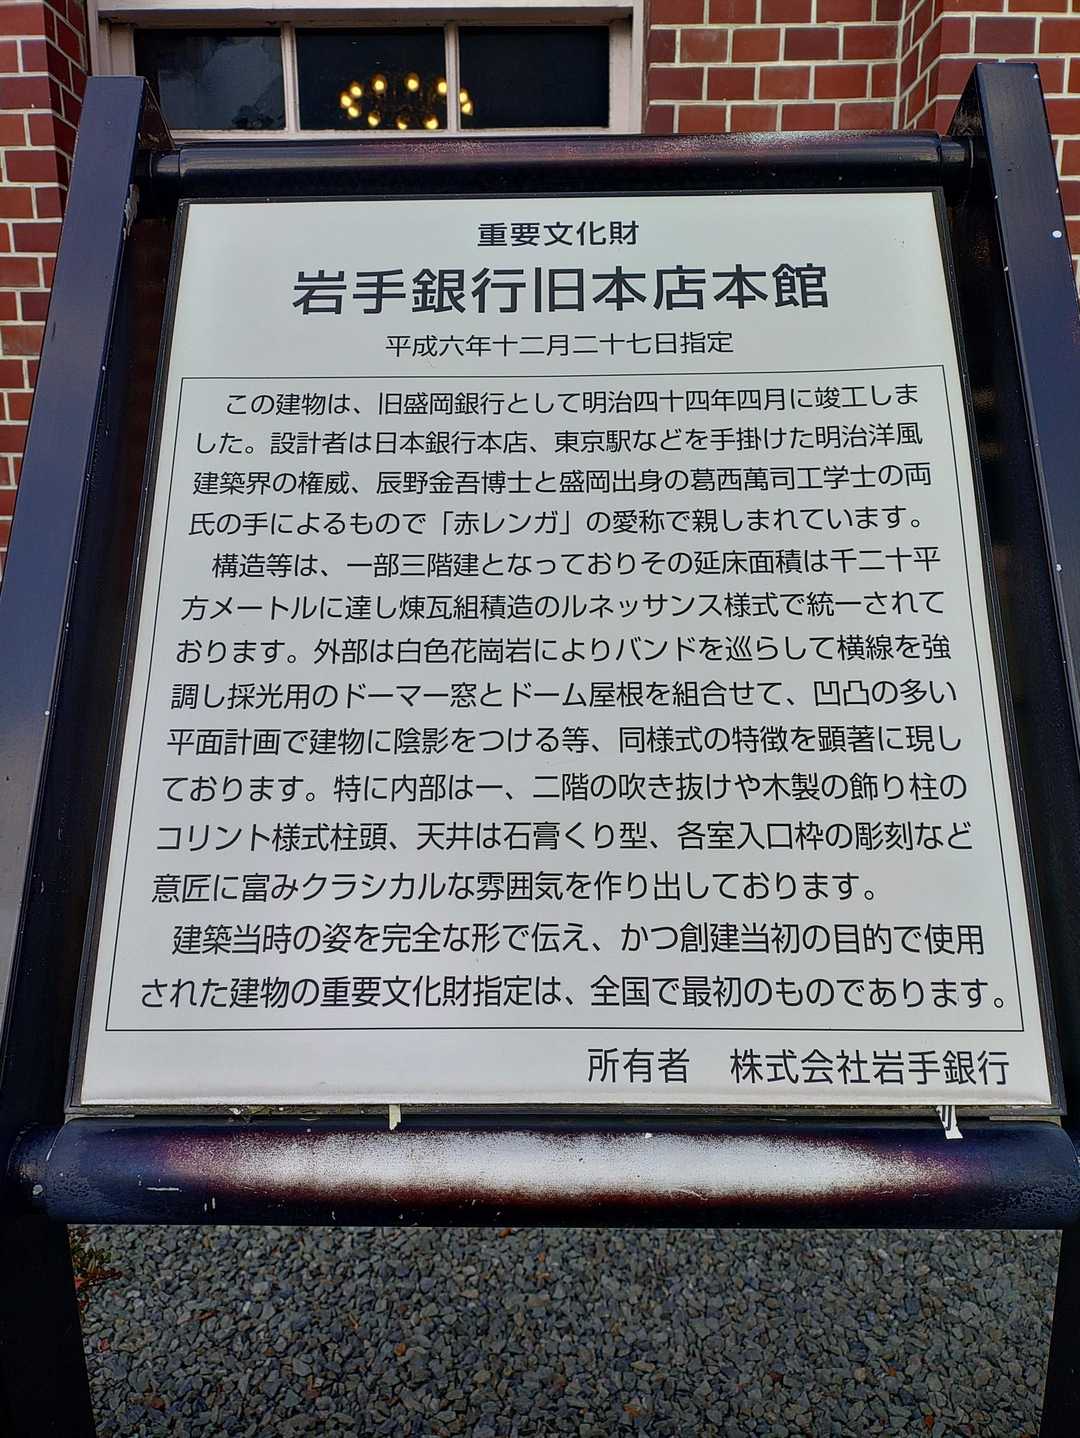 重要文化財
岩手銀行旧本店本館
平成六年十二月二十七日指定
この建物は、旧盛岡銀行として明治四十四年四月に竣工しま
した。設計者は日本銀行本店、東京駅などを手掛けた明治洋風
建築界の権威、辰野金吾博士と盛岡出身の葛西萬司工学士の両
氏の手によるもので「赤レンガ」の愛称で親しまれています。
構造等は、一部三階建となっておりその延床面積は千二十平
方メートルに達し煉瓦組積造のルネッサンス様式で統一されて
おります。外部は白色花崗岩によりバンドを巡らして横線を強
調し採光用のドーマー窓とドーム屋根を組合せて、凹凸の多い
平面計画で建物に陰影をつける等、同様式の特徴を顕著に現し
ております。特に内部は一、二階の吹き抜けや木製の飾り柱の
コリント様式柱頭、天井は石膏くり型、各室入口枠の彫刻など
意匠に富みクラシカルな雰囲気を作り出しております。
建築当時の姿を完全な形で伝え、かつ創建当初の目的で使用
された建物の重要文化財指定は、全国で最初のものであります。
所有者　株式会社岩手銀行